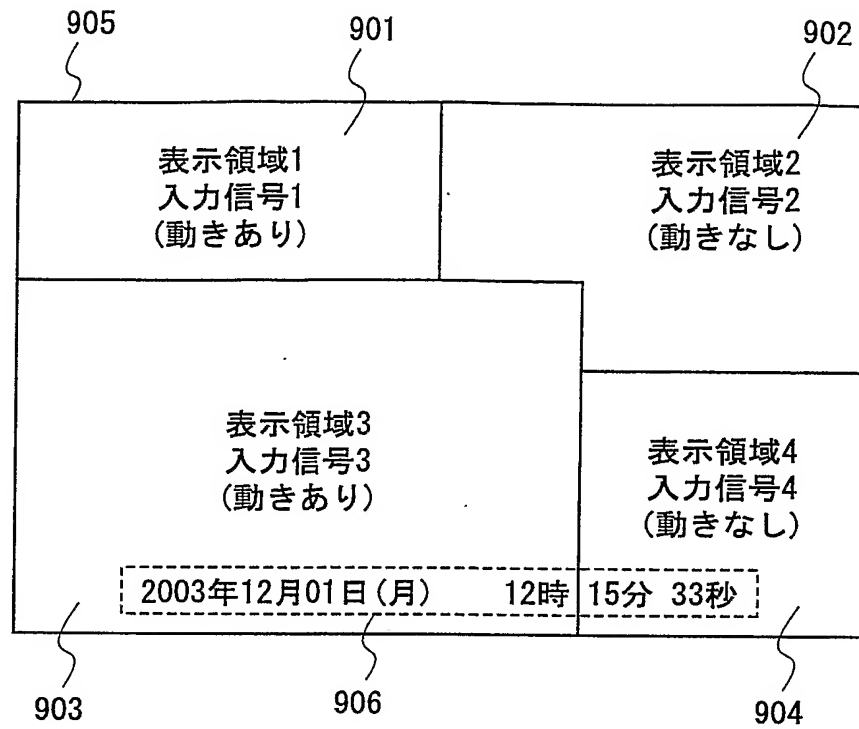 905
901
902
表示領域1
入力信号1
(動きあり)
表示領域2
入力信号2
(動きなし)
表示領域3
入力信号3
(動きあり)
表示領域4
入力信号4
(動きなし)
2003年12月01日(月) 12時 15分 33秒
903
906
904